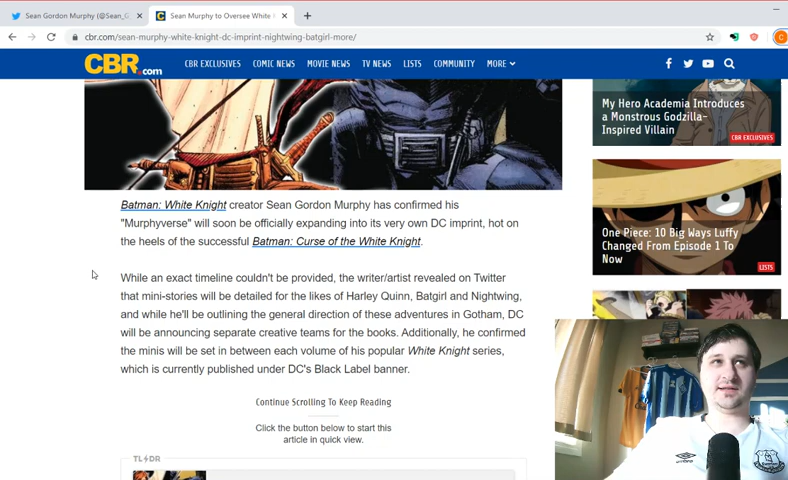 Sean Gordon Murphy (@Sean_G
Sean Murphy to Oversee White
cbr.com/sean-murphy-white-knight-dc-imprint-nightwing-batgirl-more/
CBR.com
CBR EXCLUSIVES
COMIC NEWS
MOVIE NEWS
TV NEWS
LISTS
COMMUNITY
MORE
My Hero Academia Introduces
a Monstrous Godzilla-
Inspired Villain
CBR EXCLUSIVES
Batman: White Knight creator Sean Gordon Murphy has confirmed his
"Murphyverse" will soon be officially expanding into its very own DC imprint, hot on
the heels of the successful Batman: Curse of the White Knight.
While an exact timeline couldn't be provided, the writer/artist revealed on Twitter
that mini-stories will be detailed for the likes of Harley Quinn, Batgirl and Nightwing,
and while he'll be outlining the general direction of these adventures in Gotham, DC
will be announcing separate creative teams for the books. Additionally, he confirmed
the minis will be set in between each volume of his popular White Knight series,
which is currently published under DC's Black Label banner.
One Piece: 10 Big Ways Luffy
Changed From Episode 1 To
Now
LISTS
Continue Scrolling To Keep Reading
Click the button below to start this
article in quick view.
TLDR
umbro
Everton